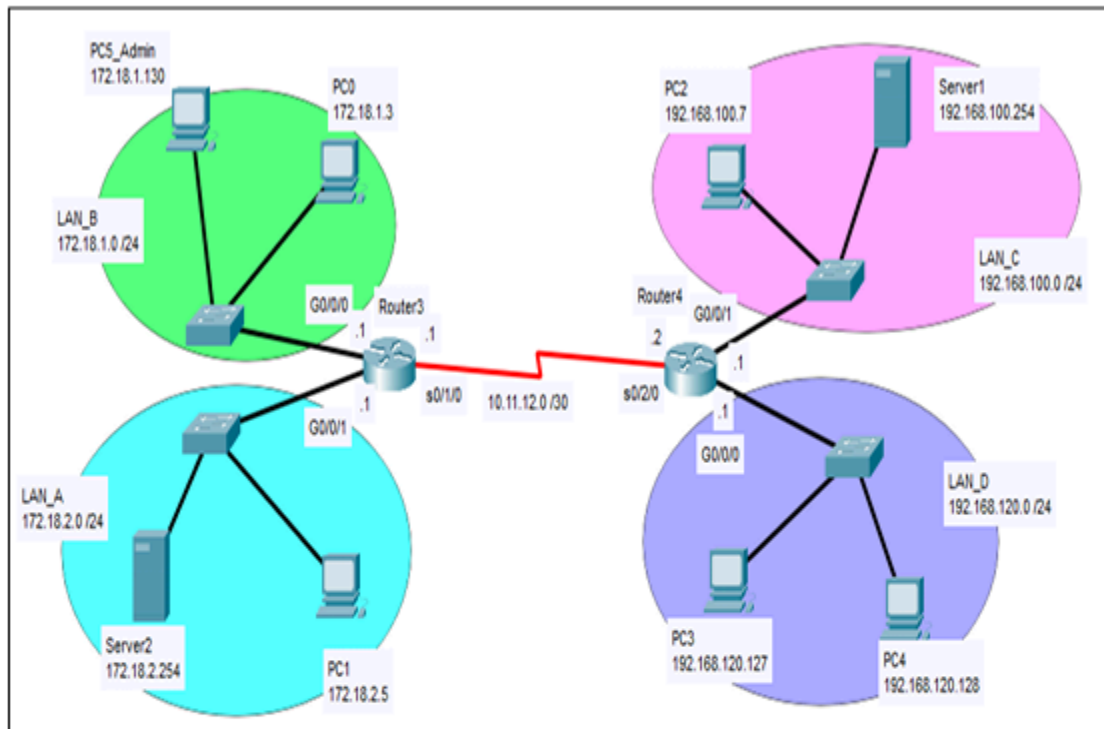 PC5_Admin
172.18.1.130
PC0
172.18.1.3
LAN_B
172.18.1.0 /24
G0/0/0
.1
Router3
.1
s0/1/0
.1
G0/0/1
LAN_A
172.18.2.0 /24
Server2
172.18.2.254
PC1
172.18.2.5
10.11.12.0 /30
PC2
192.168.100.7
Server1
192.168.100.254
LAN_C
192.168.100.0 /24
Router4
G0/0/1
.2
.1
s0/2/0
.1
G0/0/0
LAN_D
192.168.120.0 /24
PC3
192.168.120.127
PC4
192.168.120.128